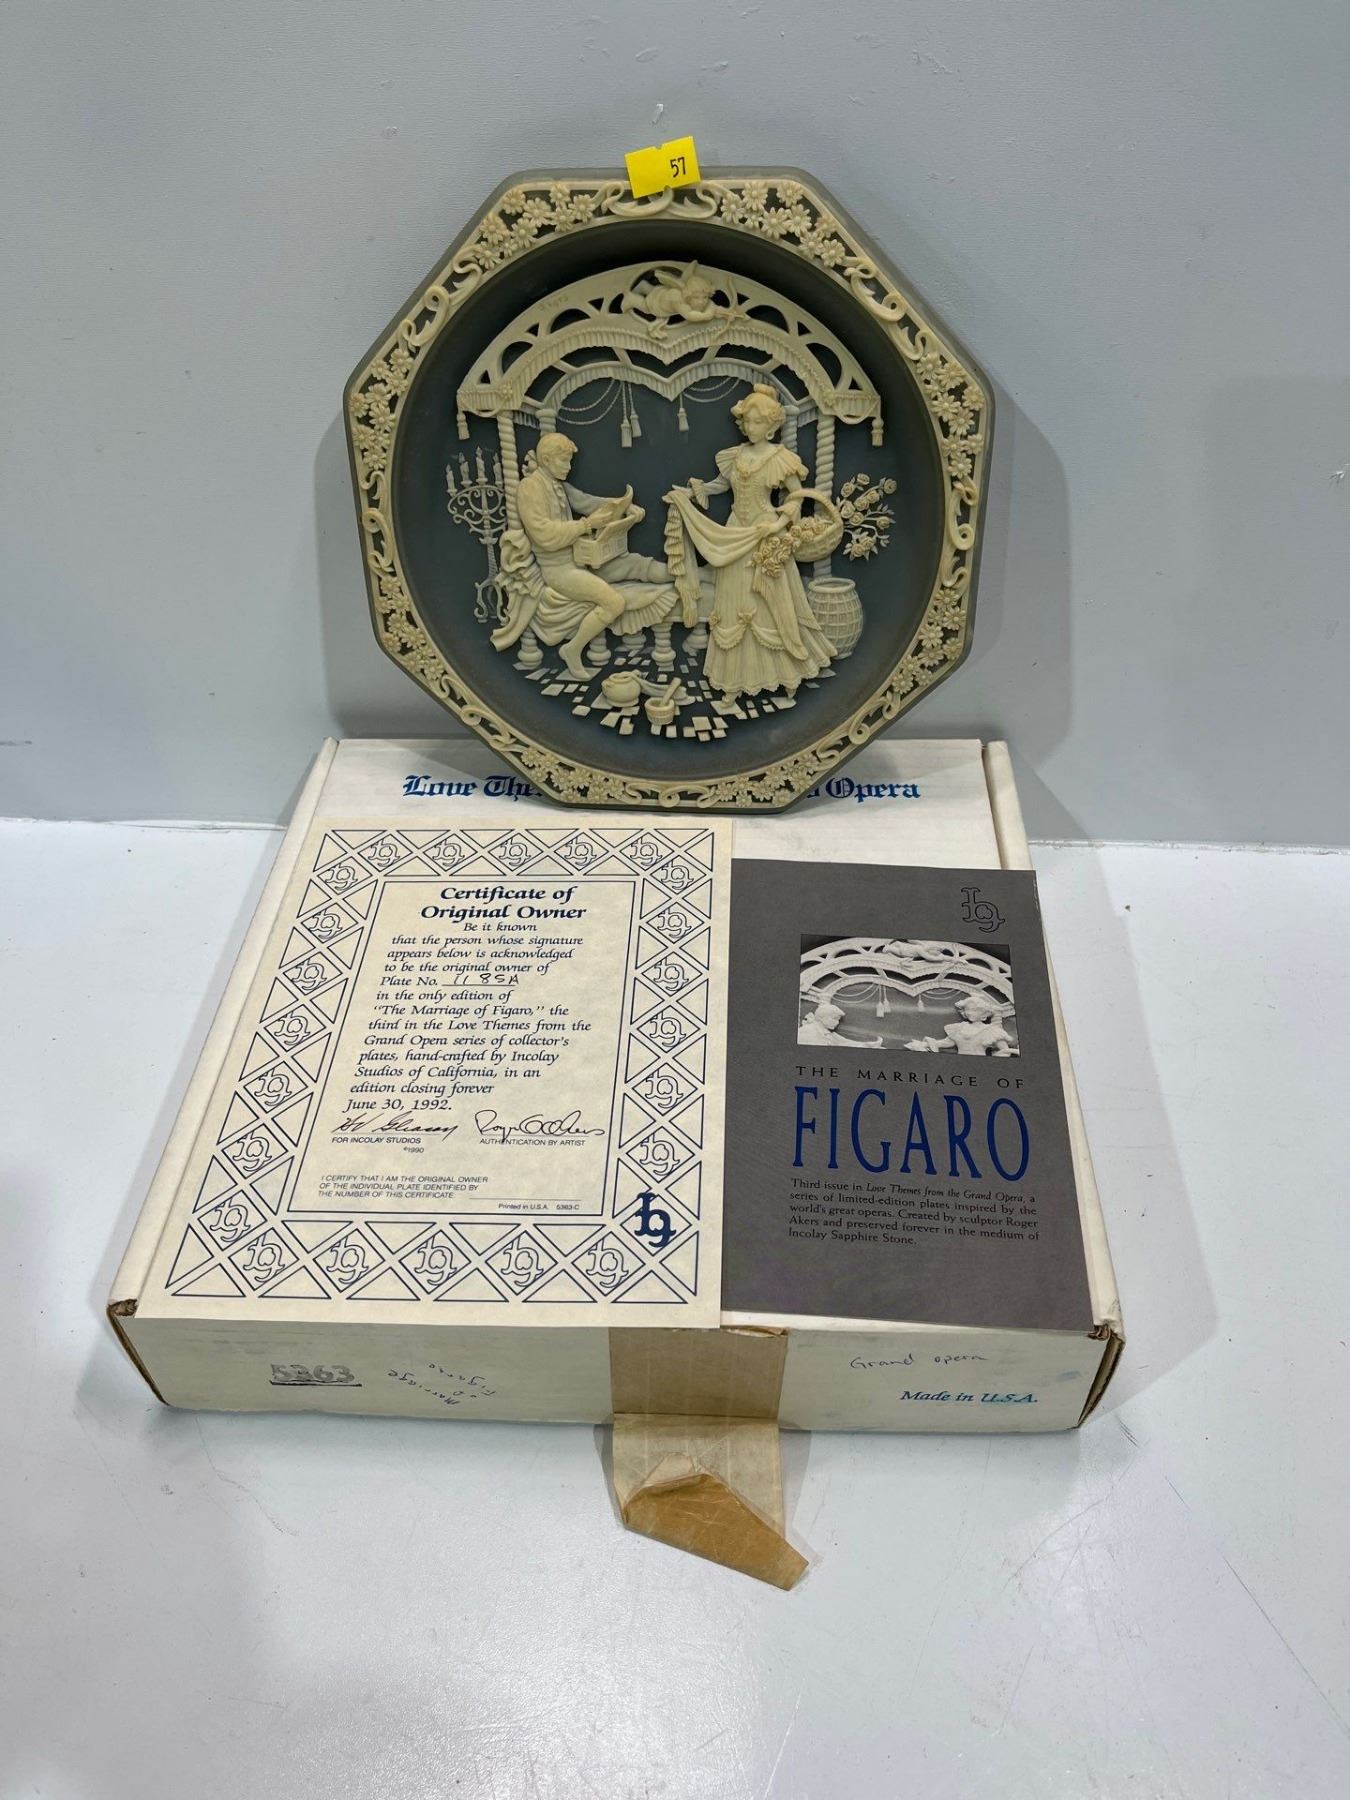 57
Akers
Love The Opera
Certificate of
Original Owner
Be it known
that the person whose signature
appears below is acknowledged
to be the original owner of
Plate No. 1185A
in the only edition of
"The Marriage of Figaro," the
third in the Love Themes from the
Grand Opera series of collector's
plates, hand-crafted by Incolay
Studios of California, in an
edition closing forever
June 30, 1992.
FOR INCOLAY STUDIOS
AUTHENTICATION BY ARTIST
©1990
I CERTIFY THAT I AM THE ORIGINAL OWNER
OF THE INDIVIDUAL PLATE IDENTIFIED BY
THE NUMBER OF THIS CERTIFICATE
Printed in U.S.A. 5363-C
THE MARRIAGE OF
FIGARO
Third issue in Love Themes from the Grand Opera, a
series of limited-edition plates inspired by the
world's great operas. Created by sculptor Roger
Akers and preserved forever in the medium of
Incolay Sapphire Stone.
5363
Marriage
Figaro
Grand opera
Made in U.S.A.